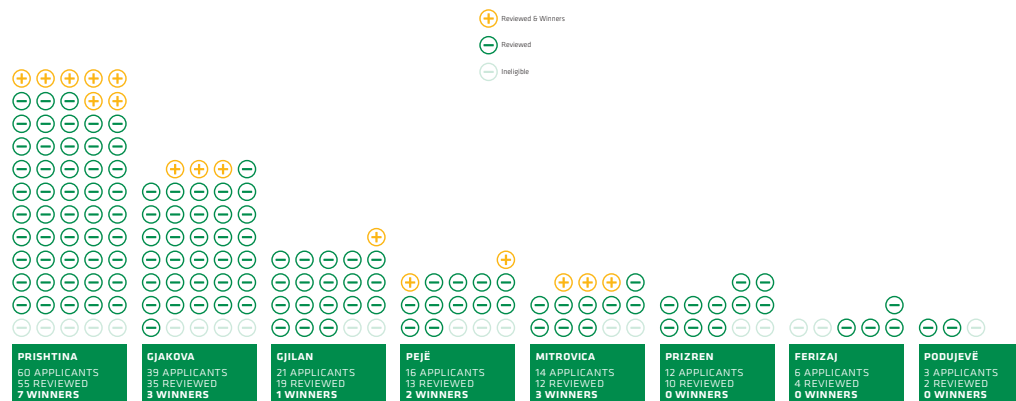 Reviewed & Winners
Reviewed
Ineligible
PRISHTINA
60 APPLICANTS
55 REVIEWED
7 WINNERS
GJAKOVA
39 APPLICANTS
35 REVIEWED
3 WINNERS
GJILAN
21 APPLICANTS
19 REVIEWED
1 WINNERS
PEJË
16 APPLICANTS
13 REVIEWED
2 WINNERS
MITROVICA
14 APPLICANTS
12 REVIEWED
3 WINNERS
PRIZREN
12 APPLICANTS
10 REVIEWED
0 WINNERS
FERIZAJ
6 APPLICANTS
4 REVIEWED
0 WINNERS
PODUJEVË
3 APPLICANTS
2 REVIEWED
0 WINNERS